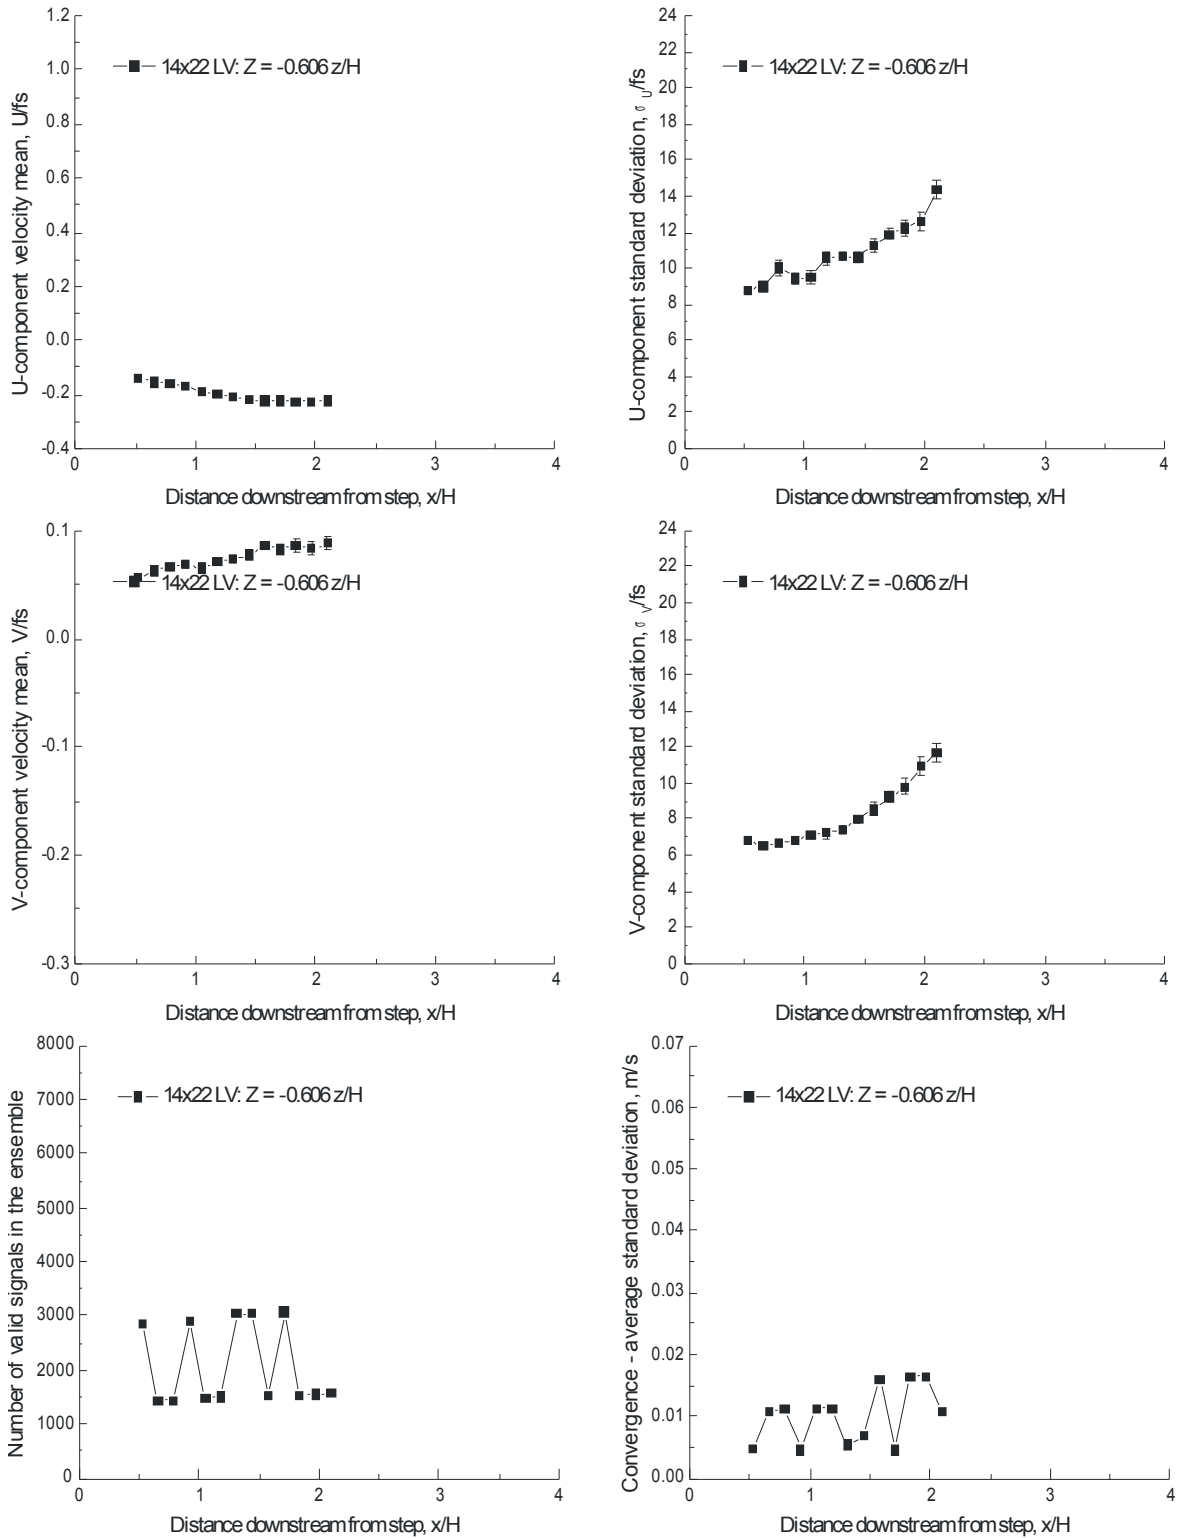 U-component velocity mean, U/fs
1.2
1.0
0.8
0.6
0.4
0.2
0.0
-0.2
-0.4
14x22 LV: Z = -0.606 z/H
0 1 2 3 4
Distance downstream from step, x/H
U-component standard deviation, σU/fs
24
22
20
18
16
14
12
10
8
6
4
2
0
14x22 LV: Z = -0.606 z/H
0 1 2 3 4
Distance downstream from step, x/H
V-component velocity mean, V/fs
0.1
0.0
-0.1
-0.2
-0.3
14x22 LV: Z = -0.606 z/H
0 1 2 3 4
Distance downstream from step, x/H
V-component standard deviation, σV/fs
24
22
20
18
16
14
12
10
8
6
4
2
0
14x22 LV: Z = -0.606 z/H
0 1 2 3 4
Distance downstream from step, x/H
Number of valid signals in the ensemble
8000
7000
6000
5000
4000
3000
2000
1000
0
14x22 LV: Z = -0.606 z/H
0 1 2 3 4
Distance downstream from step, x/H
Convergence - average standard deviation, m/s
0.07
0.06
0.05
0.04
0.03
0.02
0.01
0.00
14x22 LV: Z = -0.606 z/H
0 1 2 3 4
Distance downstream from step, x/H